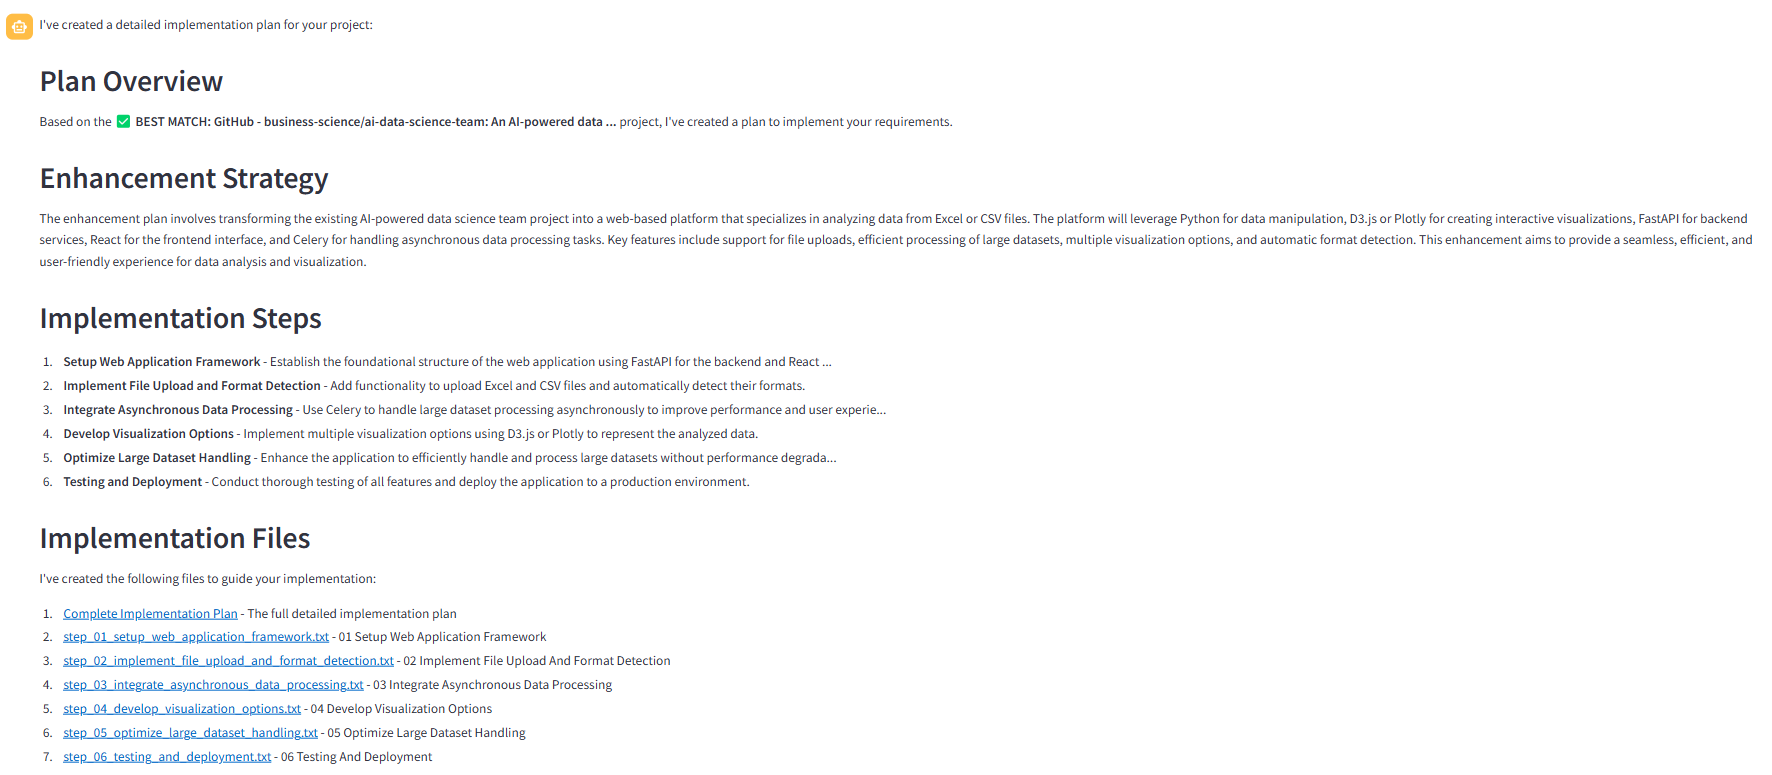 I've created a detailed implementation plan for your project:
Plan Overview
Based on the ✅ BEST MATCH: GitHub - business-science/ai-data-science-team: An AI-powered data ... project, I've created a plan to implement your requirements.
Enhancement Strategy
The enhancement plan involves transforming the existing AI-powered data science team project into a web-based platform that specializes in analyzing data from Excel or CSV files. The platform will leverage Python for data manipulation, D3.js or Plotly for creating interactive visualizations, FastAPI for backend
services, React for the frontend interface, and Celery for handling asynchronous data processing tasks. Key features include support for file uploads, efficient processing of large datasets, multiple visualization options, and automatic format detection. This enhancement aims to provide a seamless, efficient, and
user-friendly experience for data analysis and visualization.
Implementation Steps
1. Setup Web Application Framework - Establish the foundational structure of the web application using FastAPI for the backend and React ...
2. Implement File Upload and Format Detection - Add functionality to upload Excel and CSV files and automatically detect their formats.
3. Integrate Asynchronous Data Processing - Use Celery to handle large dataset processing asynchronously to improve performance and user experie...
4. Develop Visualization Options - Implement multiple visualization options using D3.js or Plotly to represent the analyzed data.
5. Optimize Large Dataset Handling - Enhance the application to efficiently handle and process large datasets without performance degrada...
6. Testing and Deployment - Conduct thorough testing of all features and deploy the application to a production environment.
Implementation Files
I've created the following files to guide your implementation:
1. Complete Implementation Plan - The full detailed implementation plan
2. step_01_setup_web_application_framework.txt - 01 Setup Web Application Framework
3. step_02_implement_file_upload_and_format_detection.txt - 02 Implement File Upload And Format Detection
4. step_03_integrate_asynchronous_data_processing.txt - 03 Integrate Asynchronous Data Processing
5. step_04_develop_visualization_options.txt - 04 Develop Visualization Options
6. step_05_optimize_large_dataset_handling.txt - 05 Optimize Large Dataset Handling
7. step_06_testing_and_deployment.txt - 06 Testing And Deployment